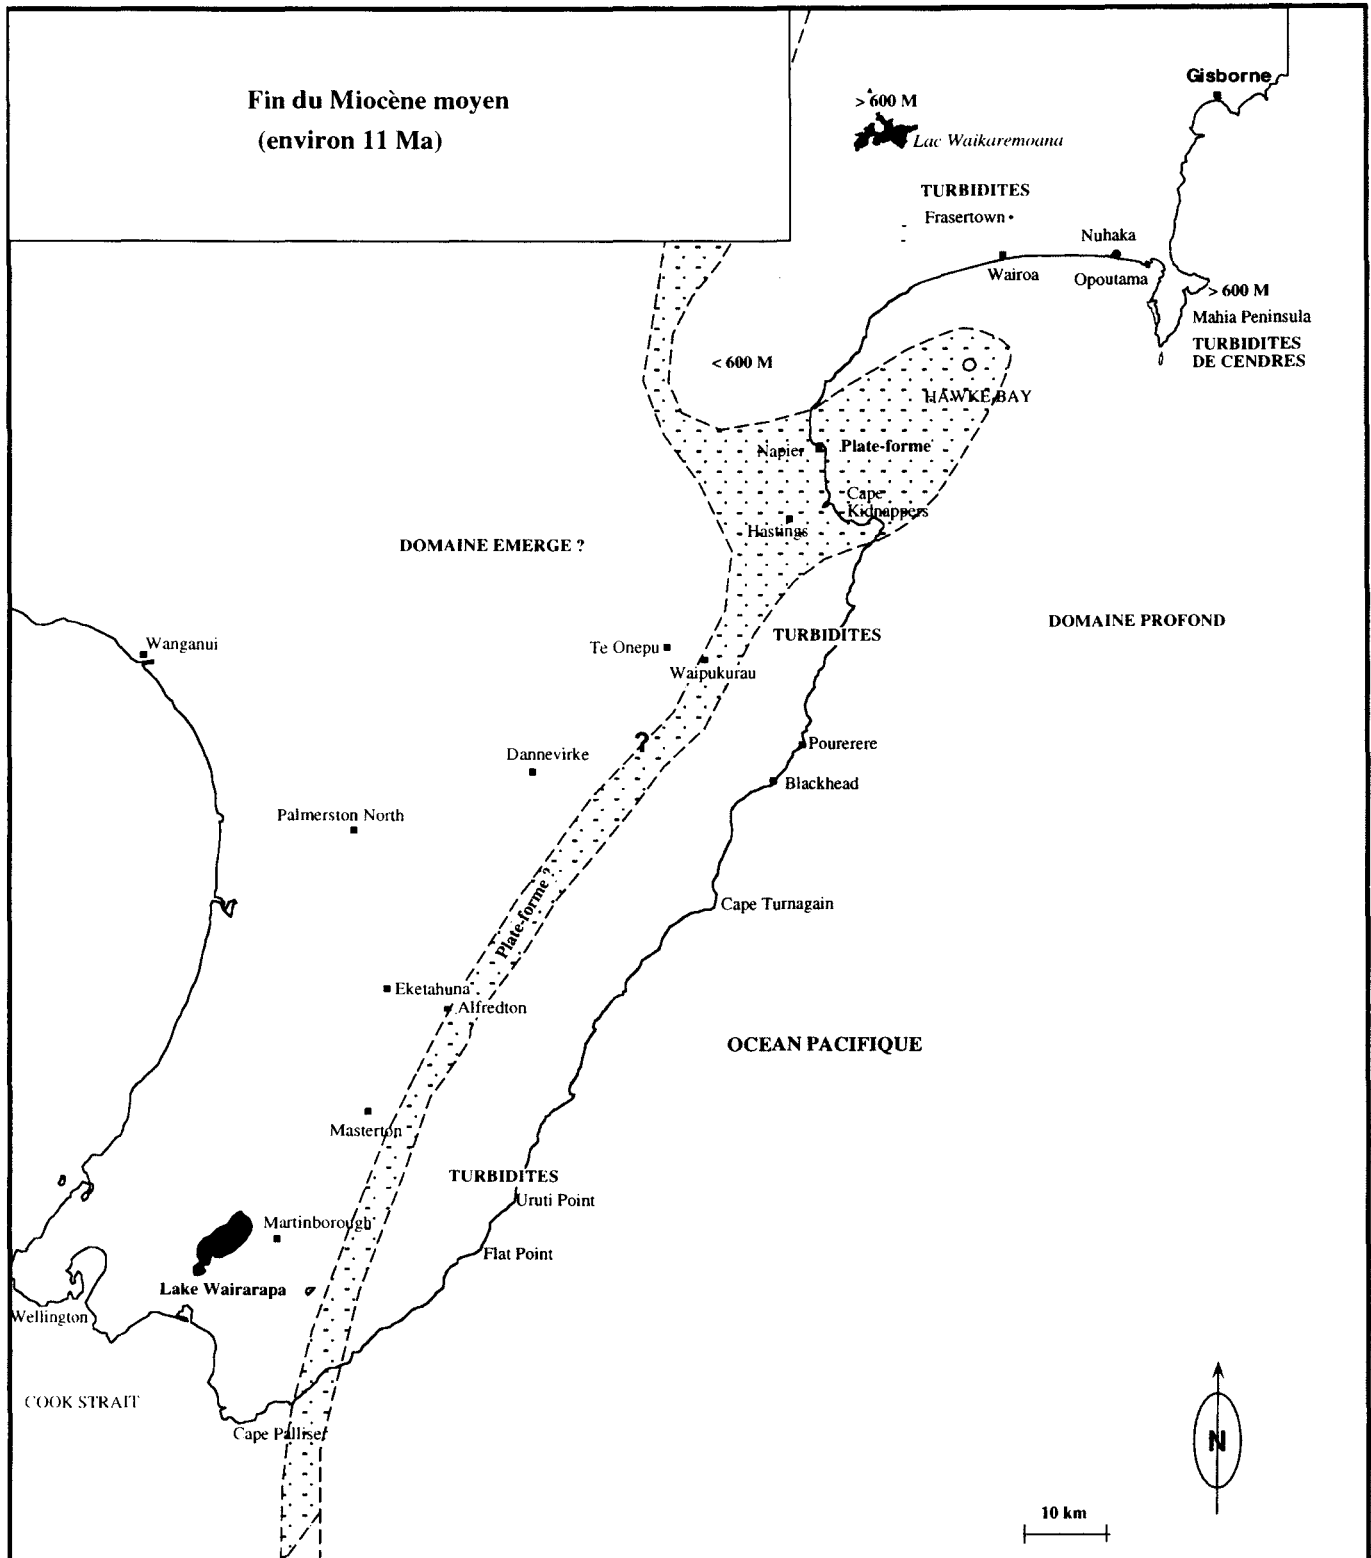 Fin du Miocène moyen
(environ 11 Ma)
Gisborne
> 600 M
Lac Waikaremoana
TURBIDITES
Frasertown
Nuhaka
Wairoa
Opoutama
> 600 M
Mahia Peninsula
TURBIDITES
DE CENDRES
< 600 M
HAWKE BAY
Napier
Plate-forme
Cape
Kidnappers
Hastings
DOMAINE EMERGE ?
DOMAINE PROFOND
TURBIDITES
Wanganui
Te Onepu
Waipukurau
?
Pourerere
Dannevirke
Blackhead
Palmerston North
Plate-forme ?
Cape Turnagain
Eketahuna
Alfredton
OCEAN PACIFIQUE
Masterton
TURBIDITES
Uruti Point
Martinborough
Flat Point
Lake Wairarapa
Wellington
COOK STRAIT
Cape Palliser
N
10 km